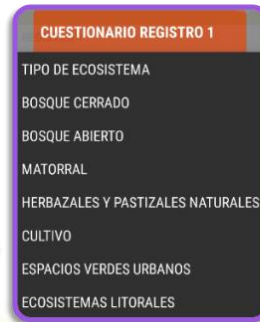 CUESTIONARIO REGISTRO 1
TIPO DE ECOSISTEMA
BOSQUE CERRADO
BOSQUE ABIERTO
MATORRAL
HERBAZALES Y PASTIZALES NATURALES
CULTIVO
ESPACIOS VERDES URBANOS
ECOSISTEMAS LITORALES